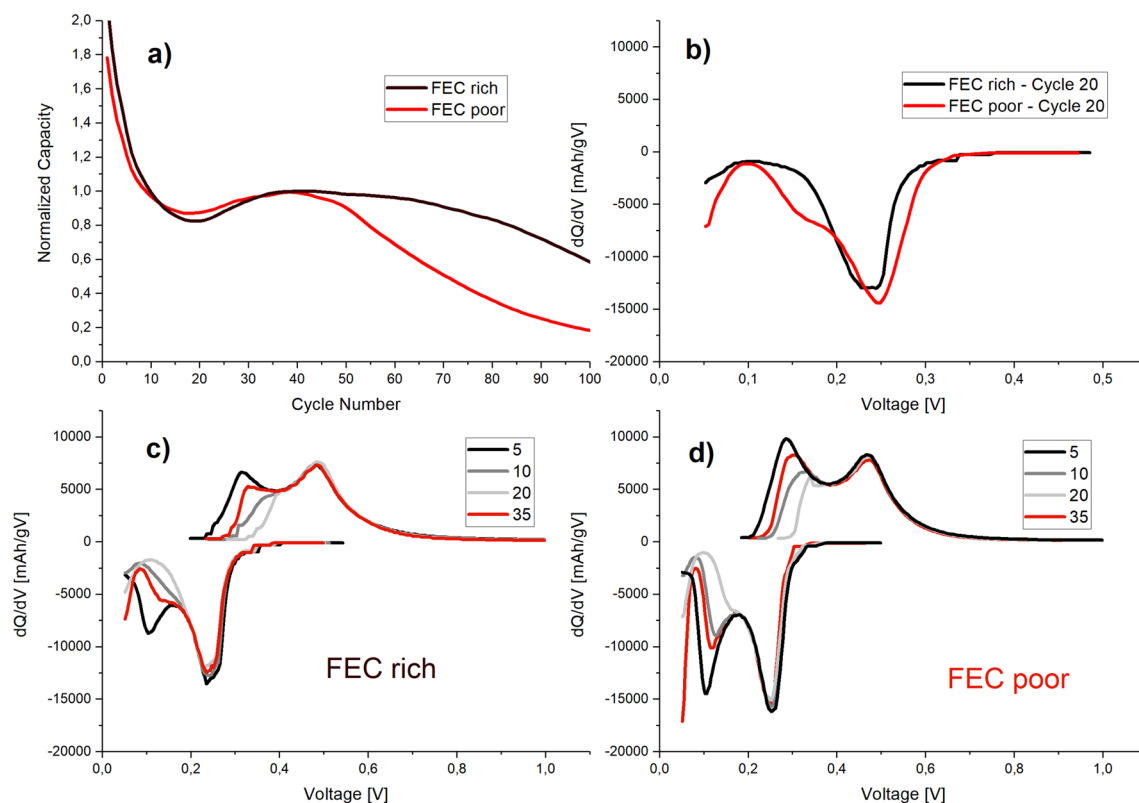 a)
FEC rich
FEC poor
Normalized Capacity
2,0
1,8
1,6
1,4
1,2
1,0
0,8
0,6
0,4
0,2
0,0
0 10 20 30 40 50 60 70 80 90 100
Cycle Number
b)
FEC rich - Cycle 20
FEC poor - Cycle 20
dQ/dV [mAh/gV]
10000
5000
0
-5000
-10000
-15000
-20000
0,0 0,1 0,2 0,3 0,4 0,5
Voltage [V]
c)
5
10
20
35
dQ/dV [mAh/gV]
10000
5000
0
-5000
-10000
-15000
-20000
FEC rich
0,0 0,2 0,4 0,6 0,8 1,0
Voltage [V]
d)
5
10
20
35
dQ/dV [mAh/gV]
10000
5000
0
-5000
-10000
-15000
-20000
FEC poor
0,0 0,2 0,4 0,6 0,8 1,0
Voltage [V]